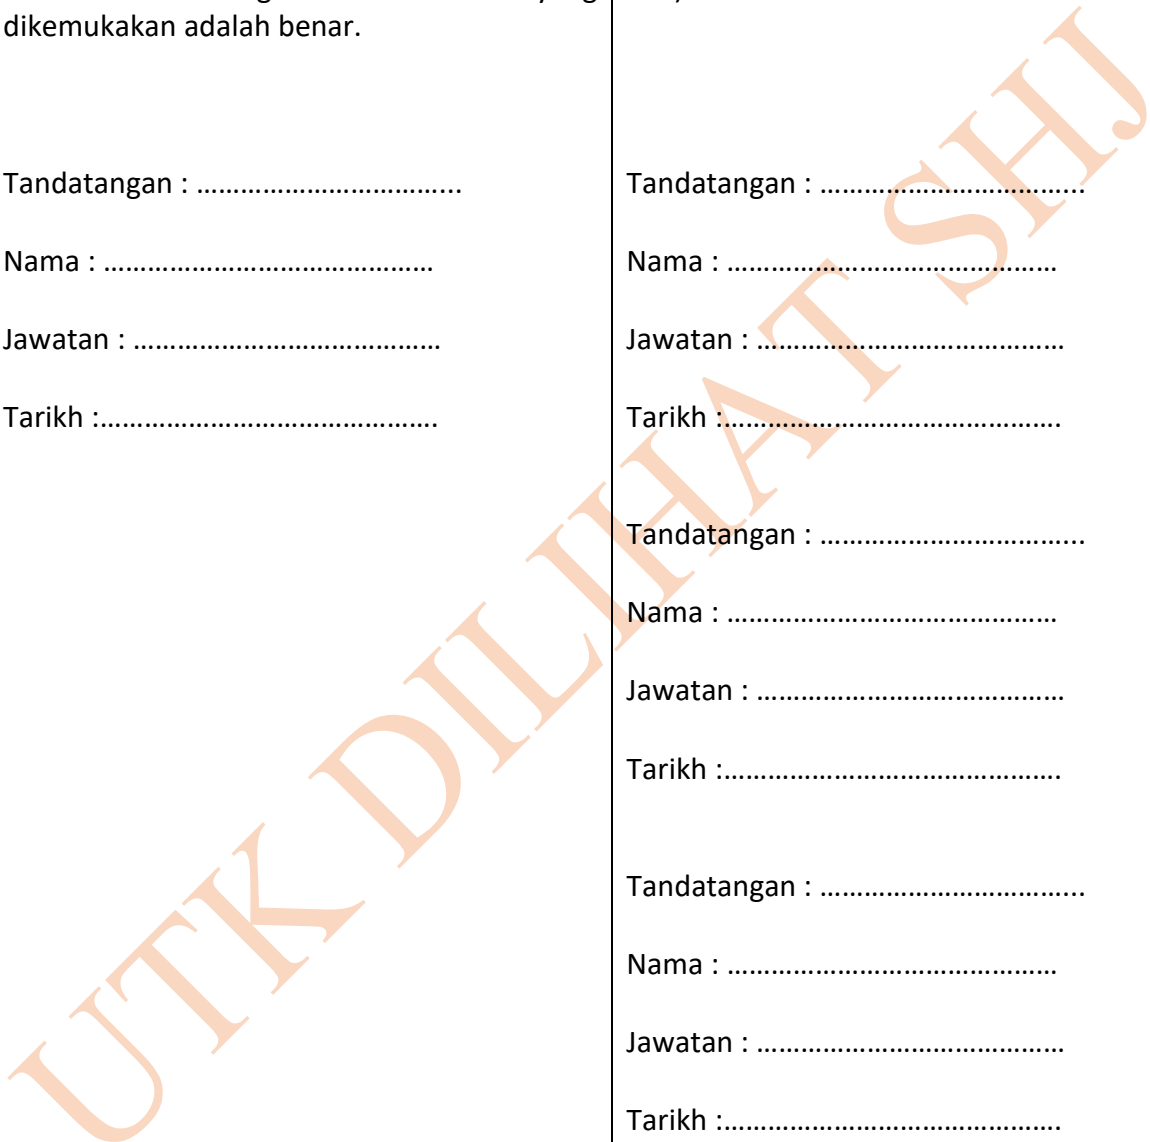 dikemukakan adalah benar.
Tandatangan : ………………………………
Nama : ………………………………………
Jawatan : ……………………………………
Tarikh :……………………………………….
Tandatangan : ………………………………
Nama : ………………………………………
Jawatan : ……………………………………
Tarikh :……………………………………….
Tandatangan : ………………………………
Nama : ………………………………………
Jawatan : ……………………………………
Tarikh :……………………………………….
Tandatangan : ………………………………
Nama : ………………………………………
Jawatan : ……………………………………
Tarikh :……………………………………….
UTK DILIHAT SHJ